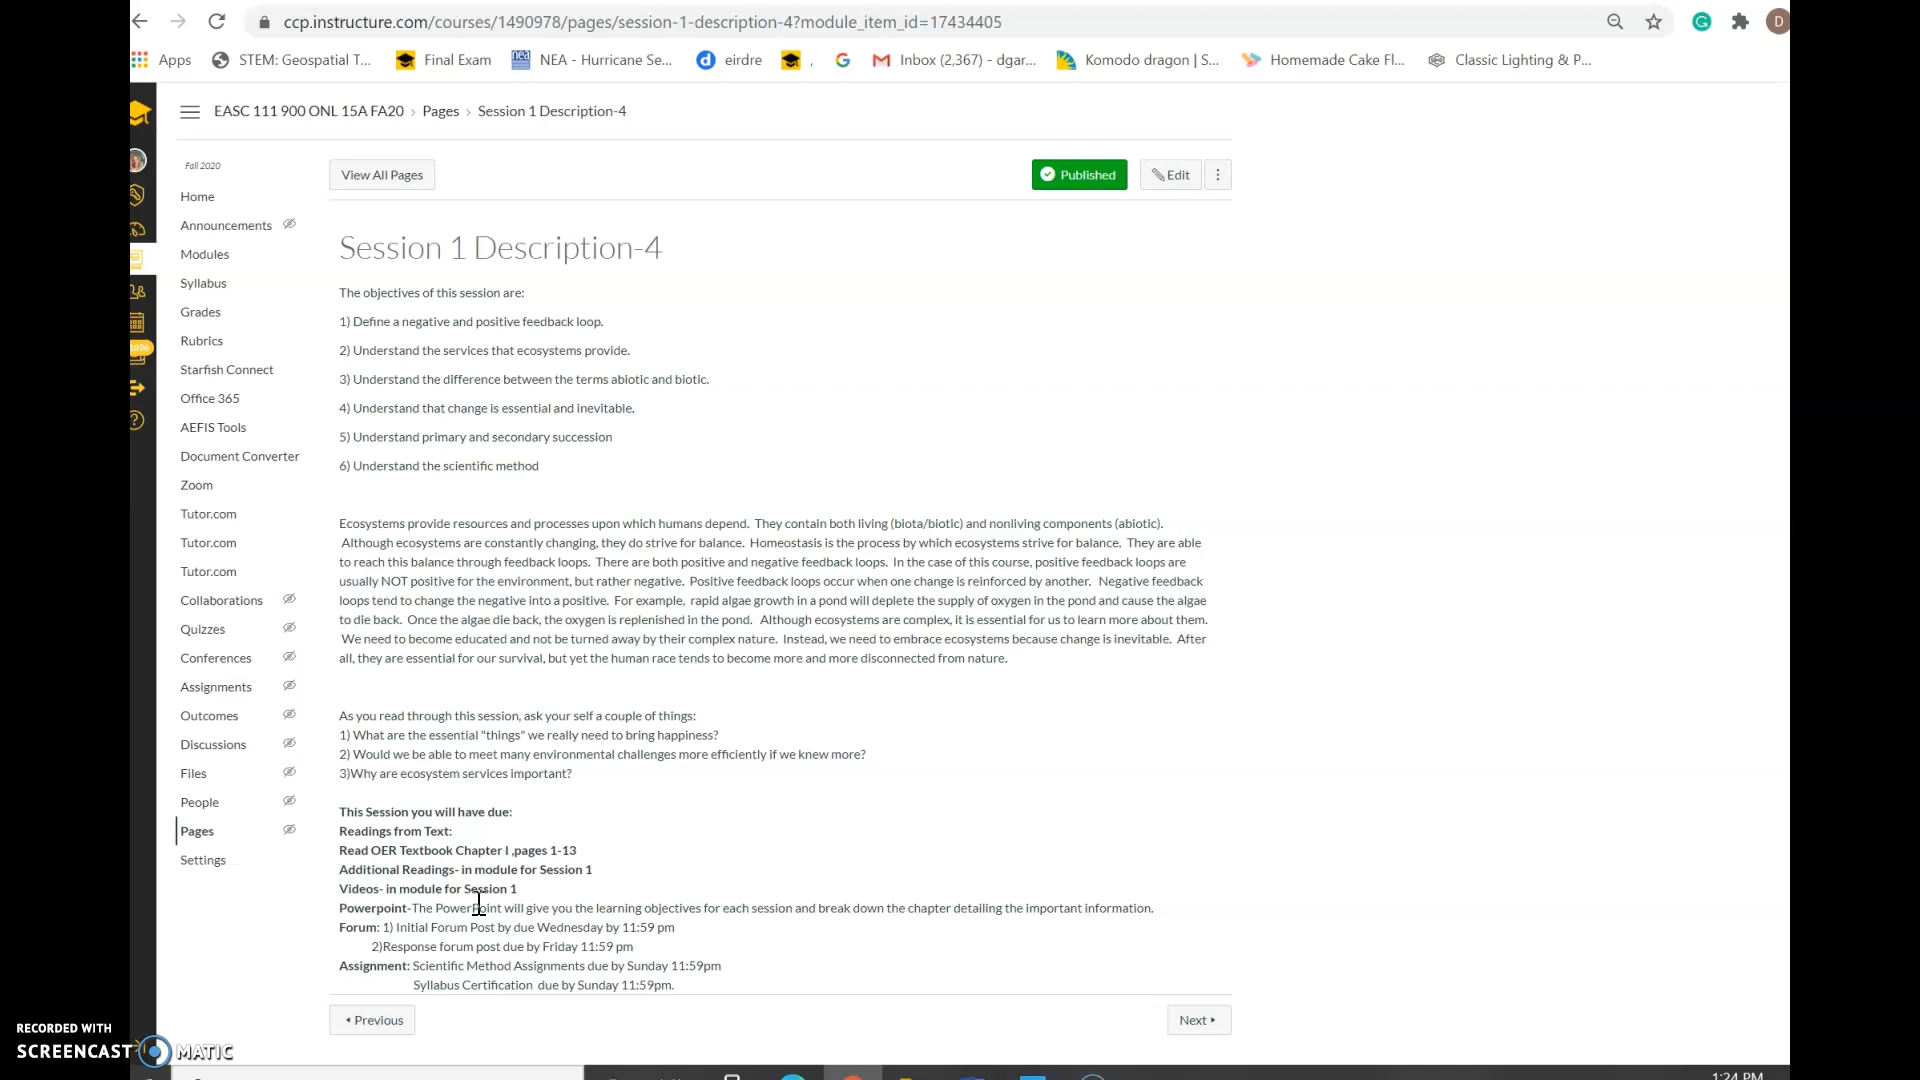 ccp.instructure.com/courses/1490978/pages/session-1-description-4?module_item_id=17434405
D
Apps
STEM: Geospatial T...
Final Exam
nea
NEA - Hurricane Se...
d
eirdre
,
G
Inbox (2,367) - dgar...
Komodo dragon | S...
Homemade Cake Fl...
Classic Lighting & P...
EASC 111 900 ONL 15A FA20 › Pages › Session 1 Description-4
Fall 2020
Home
Announcements
Modules
Syllabus
Grades
Rubrics
Starfish Connect
Office 365
AEFIS Tools
Document Converter
Zoom
Tutor.com
Tutor.com
Tutor.com
Collaborations
Quizzes
Conferences
Assignments
Outcomes
Discussions
Files
People
Pages
Settings
View All Pages
Published
Edit
Session 1 Description-4
The objectives of this session are:
1) Define a negative and positive feedback loop.
2) Understand the services that ecosystems provide.
3) Understand the difference between the terms abiotic and biotic.
4) Understand that change is essential and inevitable.
5) Understand primary and secondary succession
6) Understand the scientific method
Ecosystems provide resources and processes upon which humans depend. They contain both living (biota/biotic) and nonliving components (abiotic).
Although ecosystems are constantly changing, they do strive for balance. Homeostasis is the process by which ecosystems strive for balance. They are able
to reach this balance through feedback loops. There are both positive and negative feedback loops. In the case of this course, positive feedback loops are
usually NOT positive for the environment, but rather negative. Positive feedback loops occur when one change is reinforced by another. Negative feedback
loops tend to change the negative into a positive. For example, rapid algae growth in a pond will deplete the supply of oxygen in the pond and cause the algae
to die back. Once the algae die back, the oxygen is replenished in the pond. Although ecosystems are complex, it is essential for us to learn more about them.
We need to become educated and not be turned away by their complex nature. Instead, we need to embrace ecosystems because change is inevitable. After
all, they are essential for our survival, but yet the human race tends to become more and more disconnected from nature.
As you read through this session, ask your self a couple of things:
1) What are the essential "things" we really need to bring happiness?
2) Would we be able to meet many environmental challenges more efficiently if we knew more?
3)Why are ecosystem services important?
This Session you will have due:
Readings from Text:
Read OER Textbook Chapter I ,pages 1-13
Additional Readings- in module for Session 1
Videos- in module for Session 1
Powerpoint-The PowerPoint will give you the learning objectives for each session and break down the chapter detailing the important information.
Forum: 1) Initial Forum Post by due Wednesday by 11:59 pm
2)Response forum post due by Friday 11:59 pm
Assignment: Scientific Method Assignments due by Sunday 11:59pm
Syllabus Certification due by Sunday 11:59pm.
Previous
Next
RECORDED WITH
SCREENCAST MATIC
1:24 PM